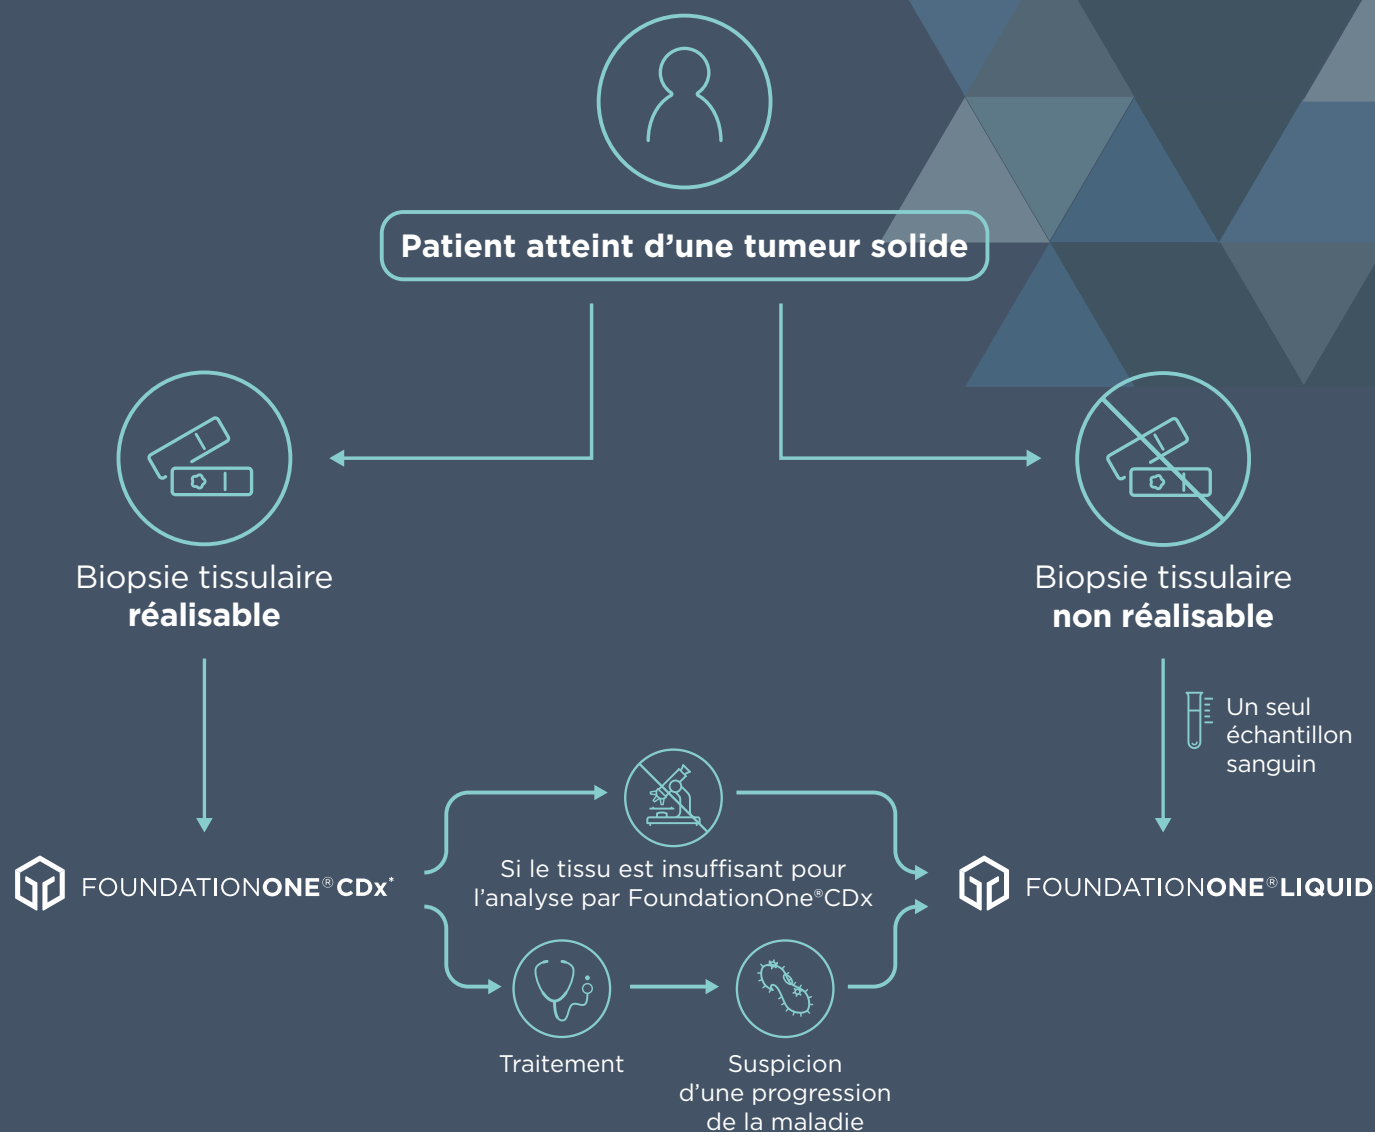 Patient atteint d’une tumeur solide
Biopsie tissulaire
réalisable
Biopsie tissulaire
non réalisable
Un seul
échantillon
sanguin
FOUNDATIONONE®CDx*
Si le tissu est insuffisant pour
l’analyse par FoundationOne®CDx
FOUNDATIONONE®LIQUID
Traitement
Suspicion
d’une progression
de la maladie